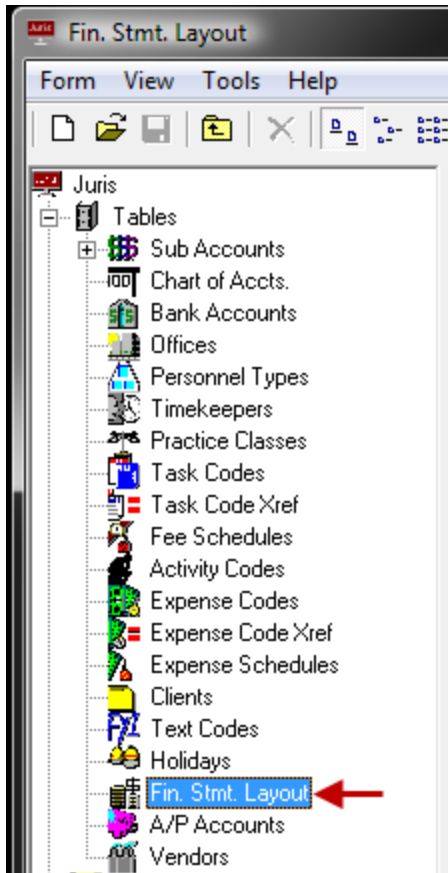 Fin. Stmt. Layout
Form View Tools Help
Juris
Tables
Sub Accounts
Chart of Accts.
Bank Accounts
Offices
Personnel Types
Timekeepers
Practice Classes
Task Codes
Task Code Xref
Fee Schedules
Activity Codes
Expense Codes
Expense Code Xref
Expense Schedules
Clients
Text Codes
Holidays
Fin. Stmt. Layout
A/P Accounts
Vendors